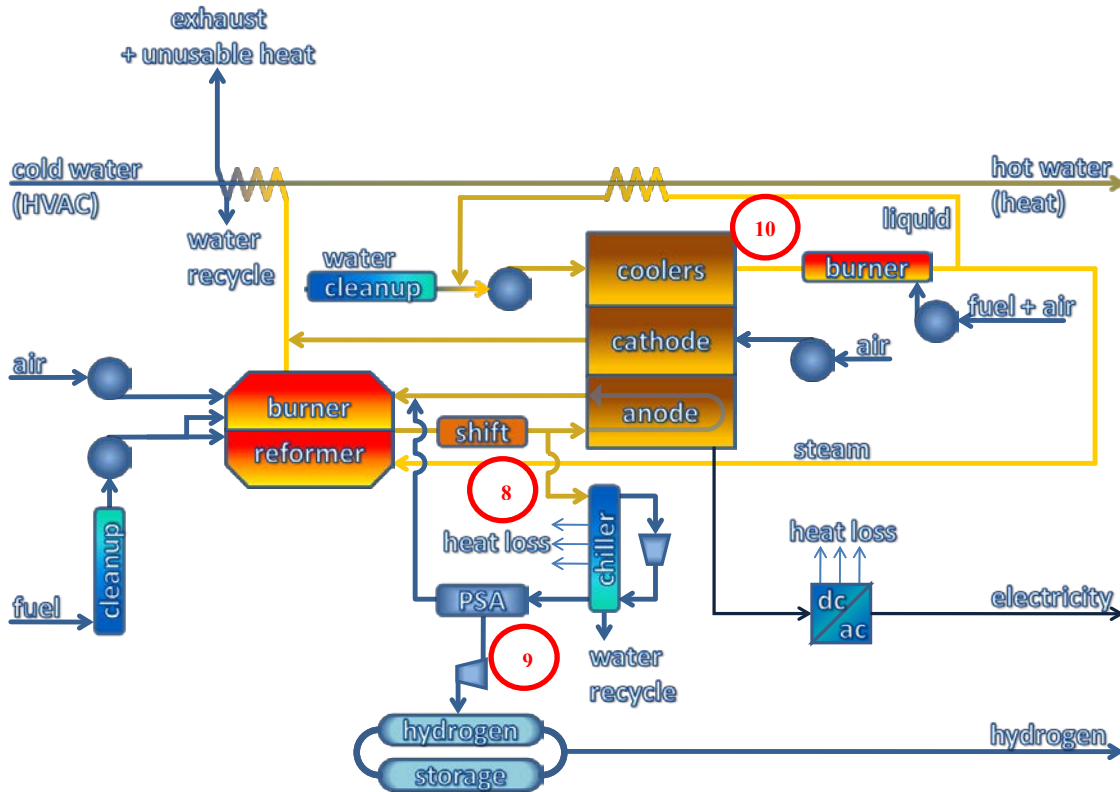 exhaust
+ unusable heat
cold water
(HVAC)
hot water
(heat)
water
recycle
water
cleanup
liquid
10
coolers
burner
fuel + air
cathode
air
air
burner
anode
shift
reformer
steam
8
cleanup
heat loss
chiller
heat loss
fuel
PSA
dc
ac
electricity
9
water
recycle
hydrogen
storage
hydrogen